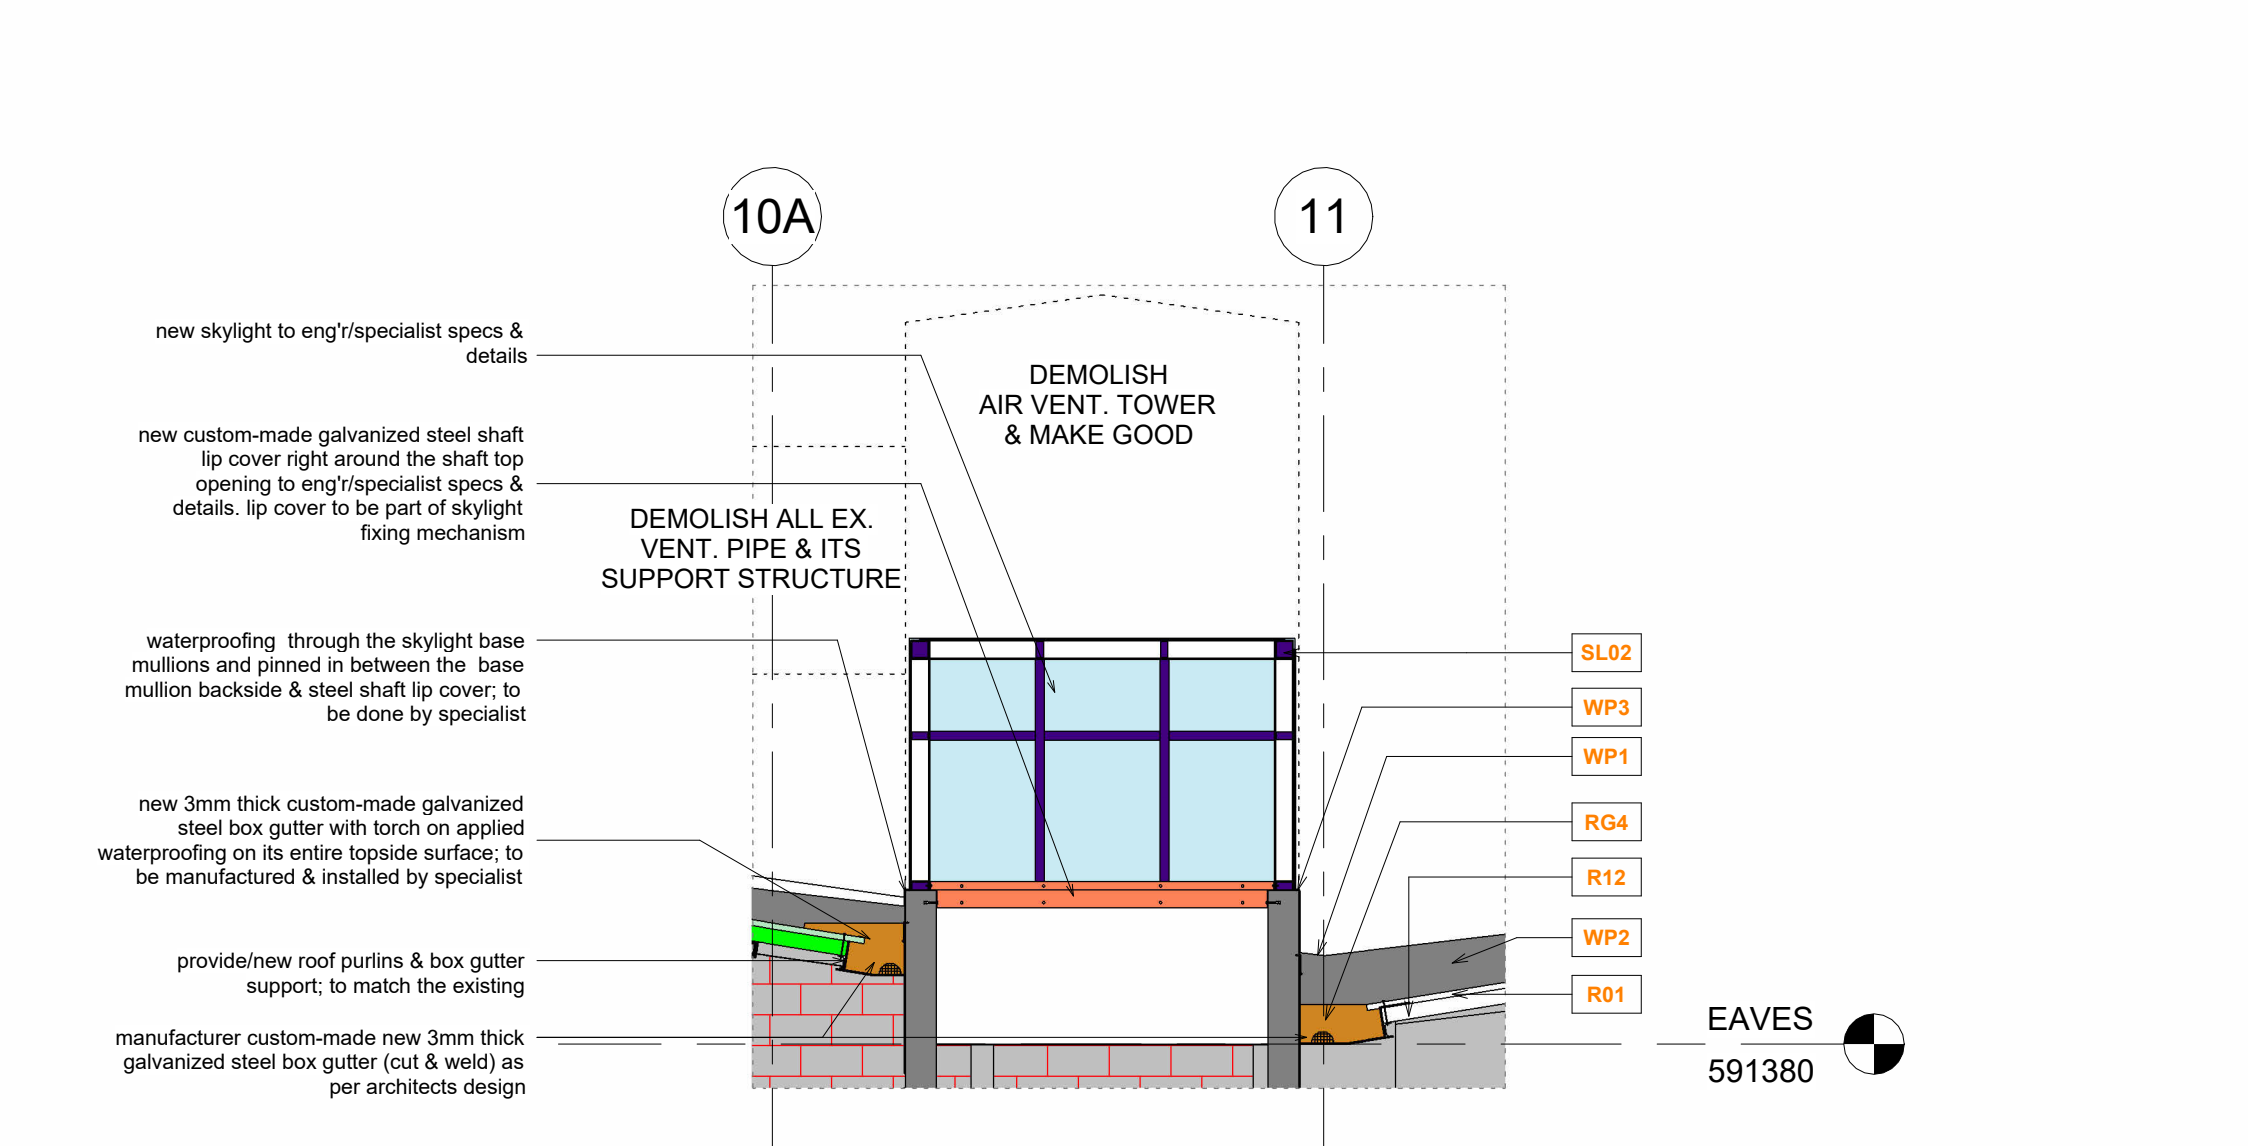 10A
11
new skylight to eng'r/specialist specs &
details
DEMOLISH
AIR VENT. TOWER
& MAKE GOOD
new custom-made galvanized steel shaft
lip cover right around the shaft top
opening to eng'r/specialist specs &
details. lip cover to be part of skylight
fixing mechanism
DEMOLISH ALL EX.
VENT. PIPE & ITS
SUPPORT STRUCTURE
waterproofing through the skylight base
mullions and pinned in between the base
mullion backside & steel shaft lip cover; to
be done by specialist
new 3mm thick custom-made galvanized
steel box gutter with torch on applied
waterproofing on its entire topside surface; to
be manufactured & installed by specialist
provide/new roof purlins & box gutter
support; to match the existing
manufacturer custom-made new 3mm thick
galvanized steel box gutter (cut & weld) as
per architects design
SL02
WP3
WP1
RG4
R12
WP2
R01
EAVES
591380